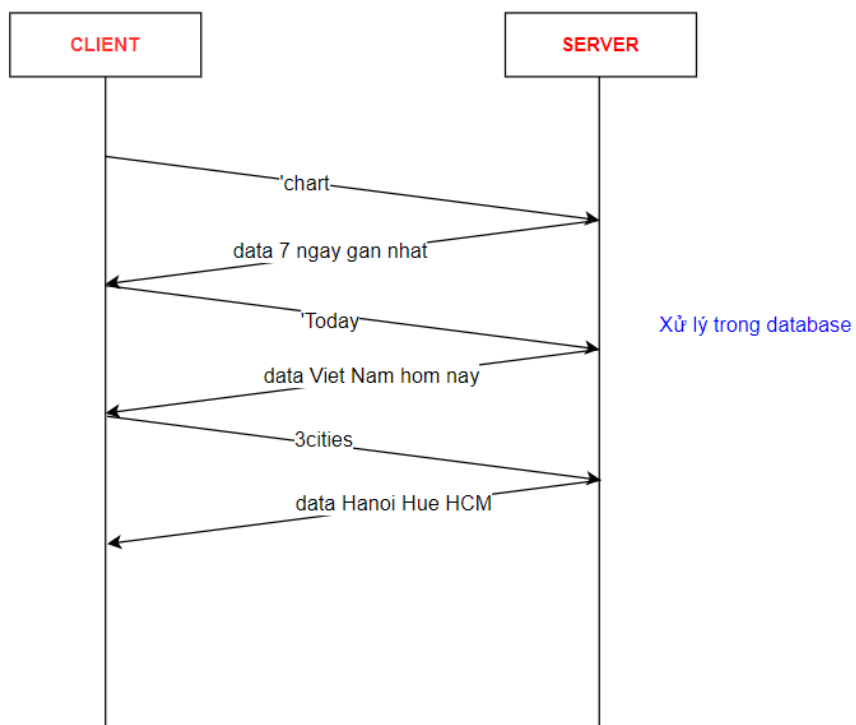 CLIENT
SERVER
'chart
data 7 ngay gan nhat
'Today
Xử lý trong database
data Viet Nam hom nay
3cities
data Hanoi Hue HCM